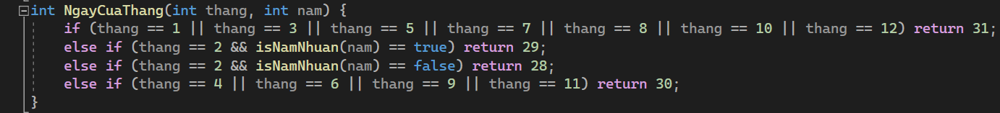 int NgayCuaThang(int thang, int nam) {
    if (thang == 1 || thang == 3 || thang == 5 || thang == 7 || thang == 8 || thang == 10 || thang == 12) return 31;
    else if (thang == 2 && isNamNhuan(nam) == true) return 29;
    else if (thang == 2 && isNamNhuan(nam) == false) return 28;
    else if (thang == 4 || thang == 6 || thang == 9 || thang == 11) return 30;
}